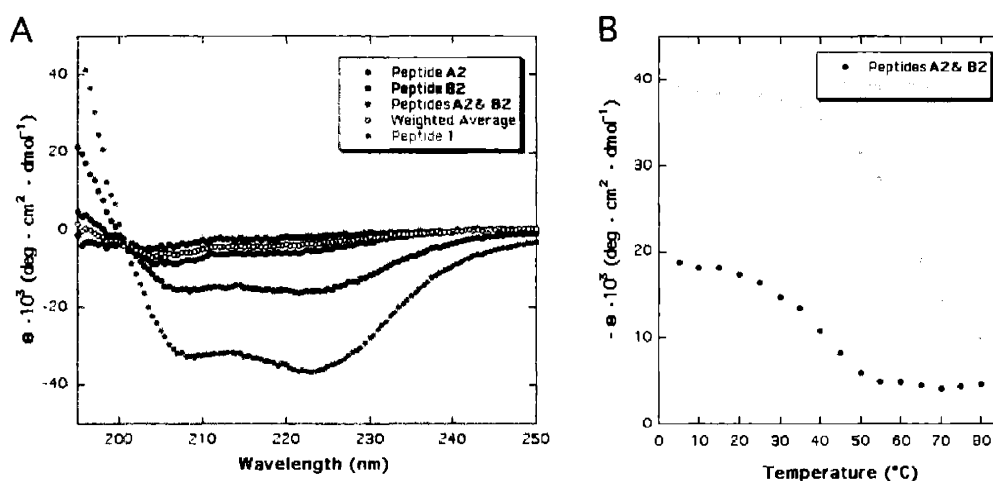 A
B
40
20
0
-20
-40
Θ · 10³ (deg · cm² · dmol⁻¹)
Peptide A2
Peptide B2
Peptides A2 & B2
Weighted Average
Peptide 1
200
210
220
230
240
250
Wavelength (nm)
40
30
20
10
0
- Θ · 10³ (deg · cm² · dmol⁻¹)
Peptides A2 & B2
0
10
20
30
40
50
60
70
80
Temperature (°C)